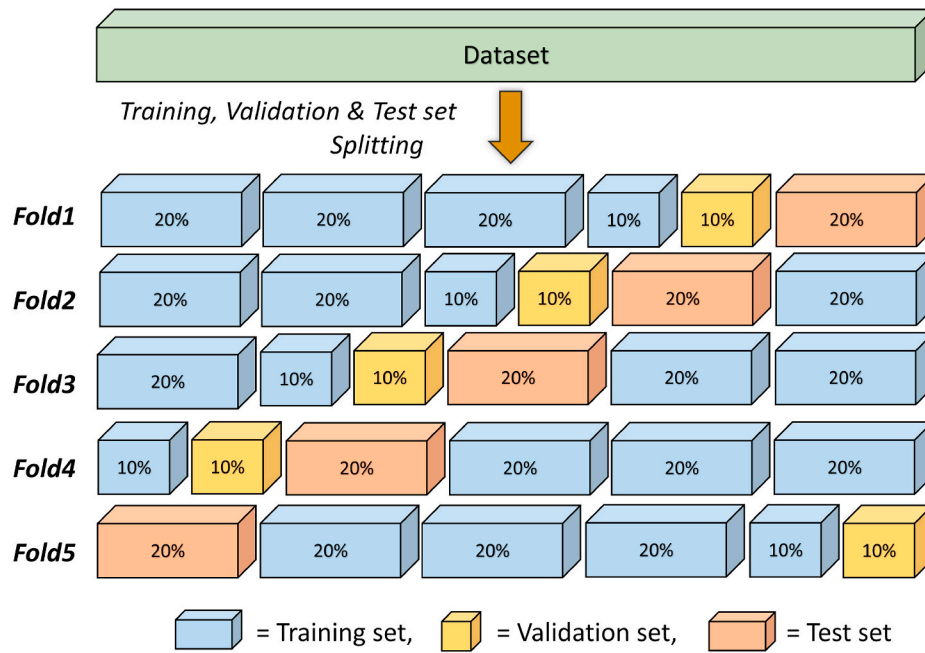 Dataset
Training, Validation & Test set
Splitting
Fold1 20% 20% 20% 10% 10% 20%
Fold2 20% 20% 10% 10% 20% 20%
Fold3 20% 10% 10% 20% 20% 20%
Fold4 10% 10% 20% 20% 20% 20%
Fold5 20% 20% 20% 20% 10% 10%
= Training set, = Validation set, = Test set